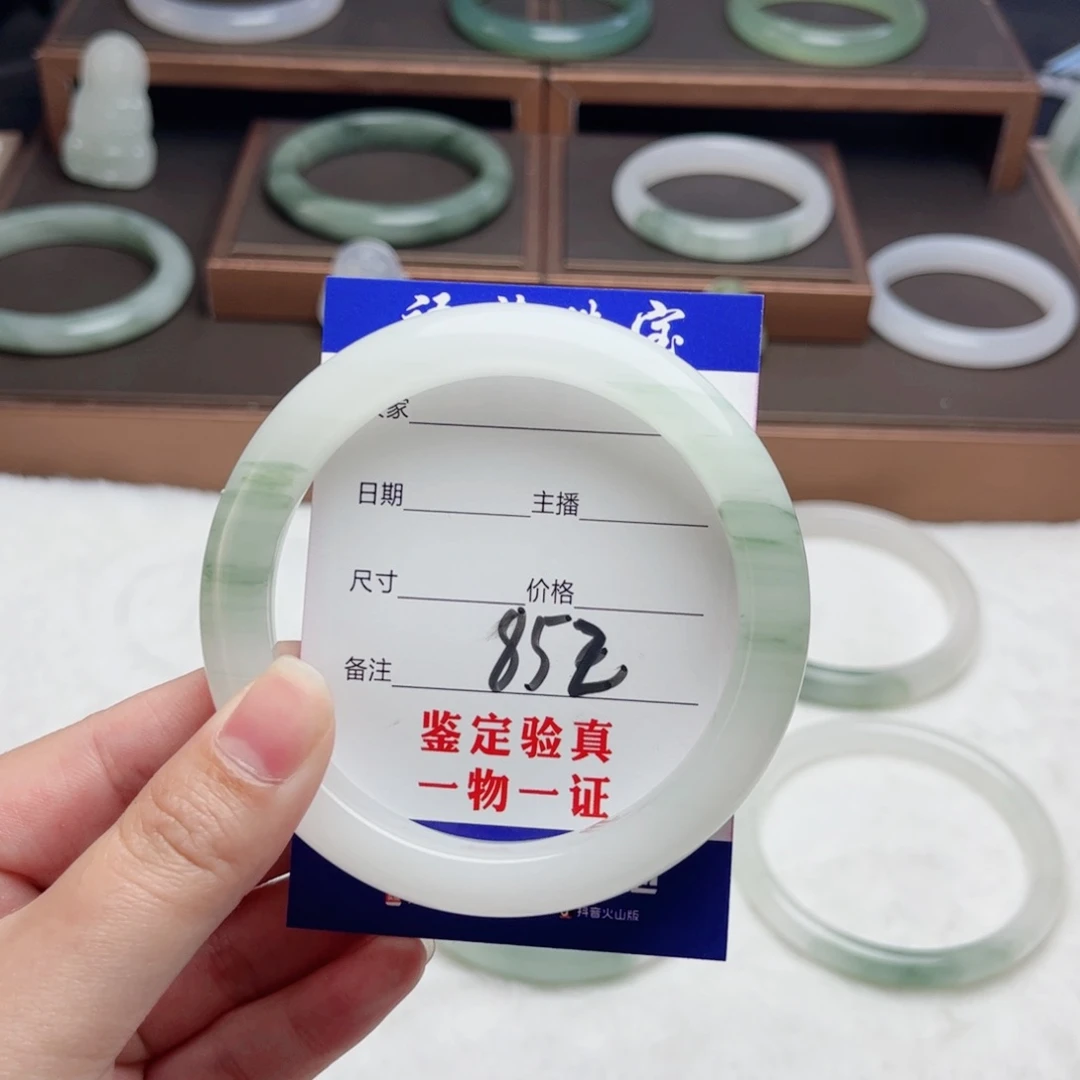 家
日期 主播
尺寸 价格
备注 85Z
鉴定验真
一物一证
抖音火山版